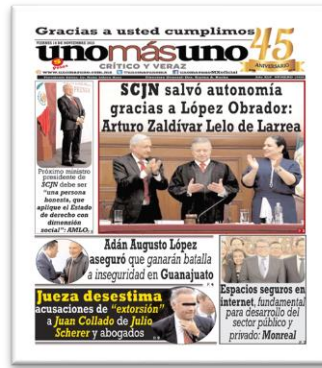 Gracias a usted cumplimos 45
ANIVERSARIO
unomásuno
CRÍTICO Y VERAZ
SCJN salvó autonomía
gracias a López Obrador:
Arturo Zaldívar Lelo de Larrea
Próximo ministro
presidente de
SCJN debe ser
"una persona
honesta, que
aplique el Estado
de derecho con
dimensión
social": AMLO
Adán Augusto López
aseguró que ganarán batalla
a inseguridad en Guanajuato
Jueza desestima
acusaciones de "extorsión"
a Juan Collado de Julio
Scherer y abogados
Espacios seguros en
internet, fundamental
para desarrollo del
sector público y
privado: Monreal